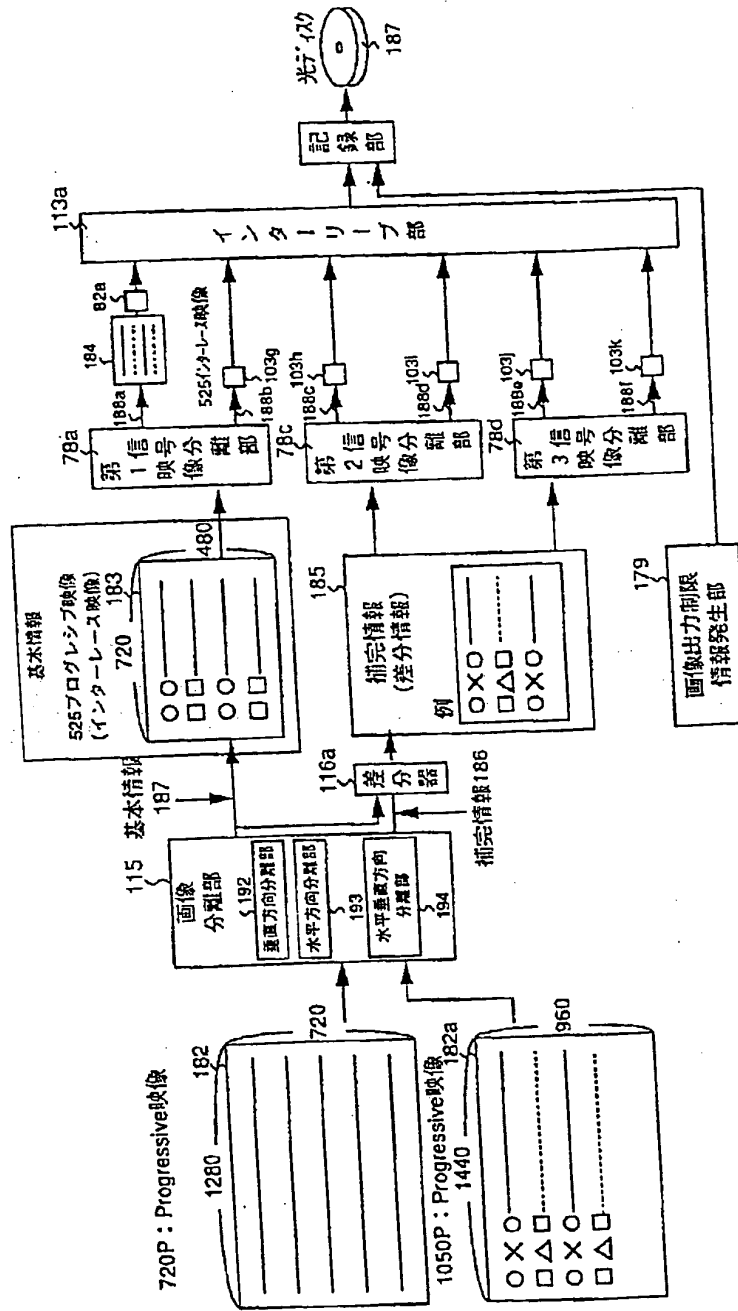 720P：Progressive映像
1280
182
720
1050P：Progressive映像
1440
182a
960
115
画像
分離部
192
垂直方向分離部
水平方向分離部
193
水平垂直方向
分離部
194
基本情報
187
補完情報186
116a
差分器
基本情報
525プログレシブ映像
(インターレース映像)
720
183
480
185
補完情報
(差分情報)
例
179
画像出力制限
情報発生部
78a
第1映像信号分離部
78c
第2映像信号分離部
78d
第3映像信号分離部
188a
184
82a
525インターレース映像
188b
103g
188c
103h
188d
103i
188e
103j
188f
103k
113a
インターリーブ部
記録部
光ディスク
187